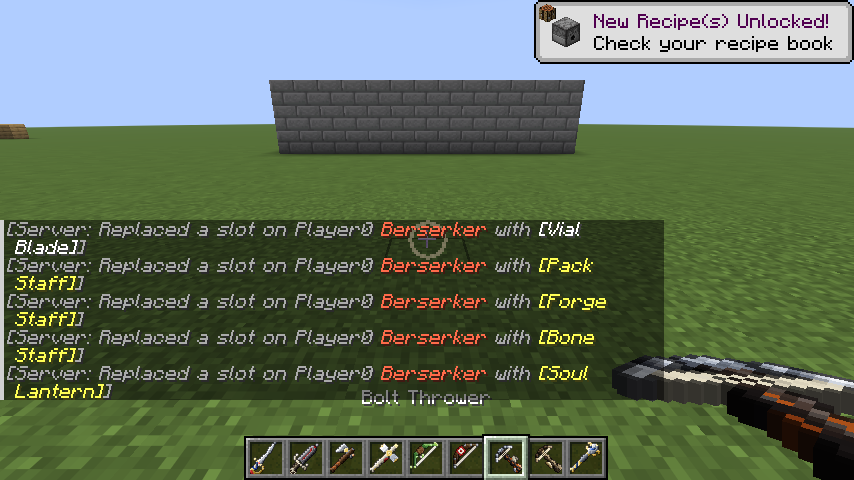 New Recipe(s) Unlocked!
Check your recipe book
[Server: Replaced a slot on Player0 Berserker with [Vial
Blade]]
[Server: Replaced a slot on Player0 Berserker with [Pack
Staff]]
[Server: Replaced a slot on Player0 Berserker with [Forge
Staff]]
[Server: Replaced a slot on Player0 Berserker with [Bone
Staff]]
[Server: Replaced a slot on Player0 Berserker with [Soul
Lantern]]
Bolt Thrower